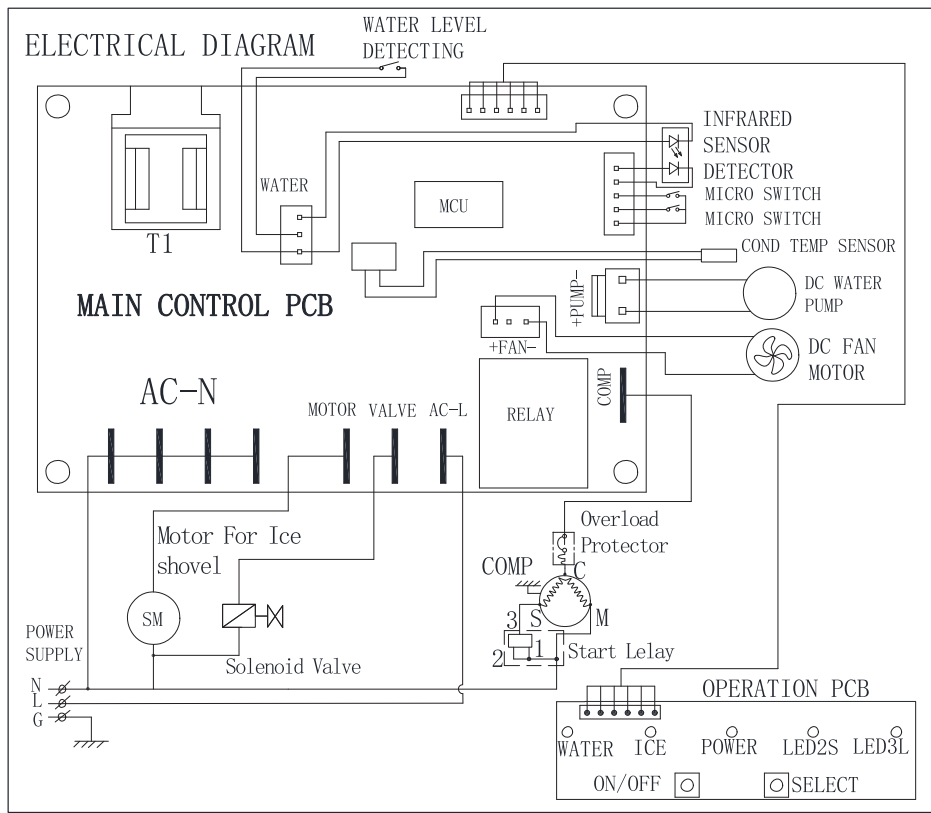 ELECTRICAL DIAGRAM
WATER LEVEL
DETECTING
INFRARED
SENSOR
DETECTOR
MICRO SWITCH
MICRO SWITCH
WATER
MCU
T1
COND TEMP SENSOR
MAIN CONTROL PCB
+PUMP-
DC WATER
PUMP
+FAN-
DC FAN
MOTOR
AC-N
MOTOR
VALVE
AC-L
RELAY
COMP
Motor For Ice
shovel
Overload
Protector
COMP
C
S
M
3
1
2
Start Lelay
SM
Solenoid Valve
POWER
SUPPLY
N
L
G
OPERATION PCB
WATER
ICE
POWER
LED2S
LED3L
ON/OFF
SELECT